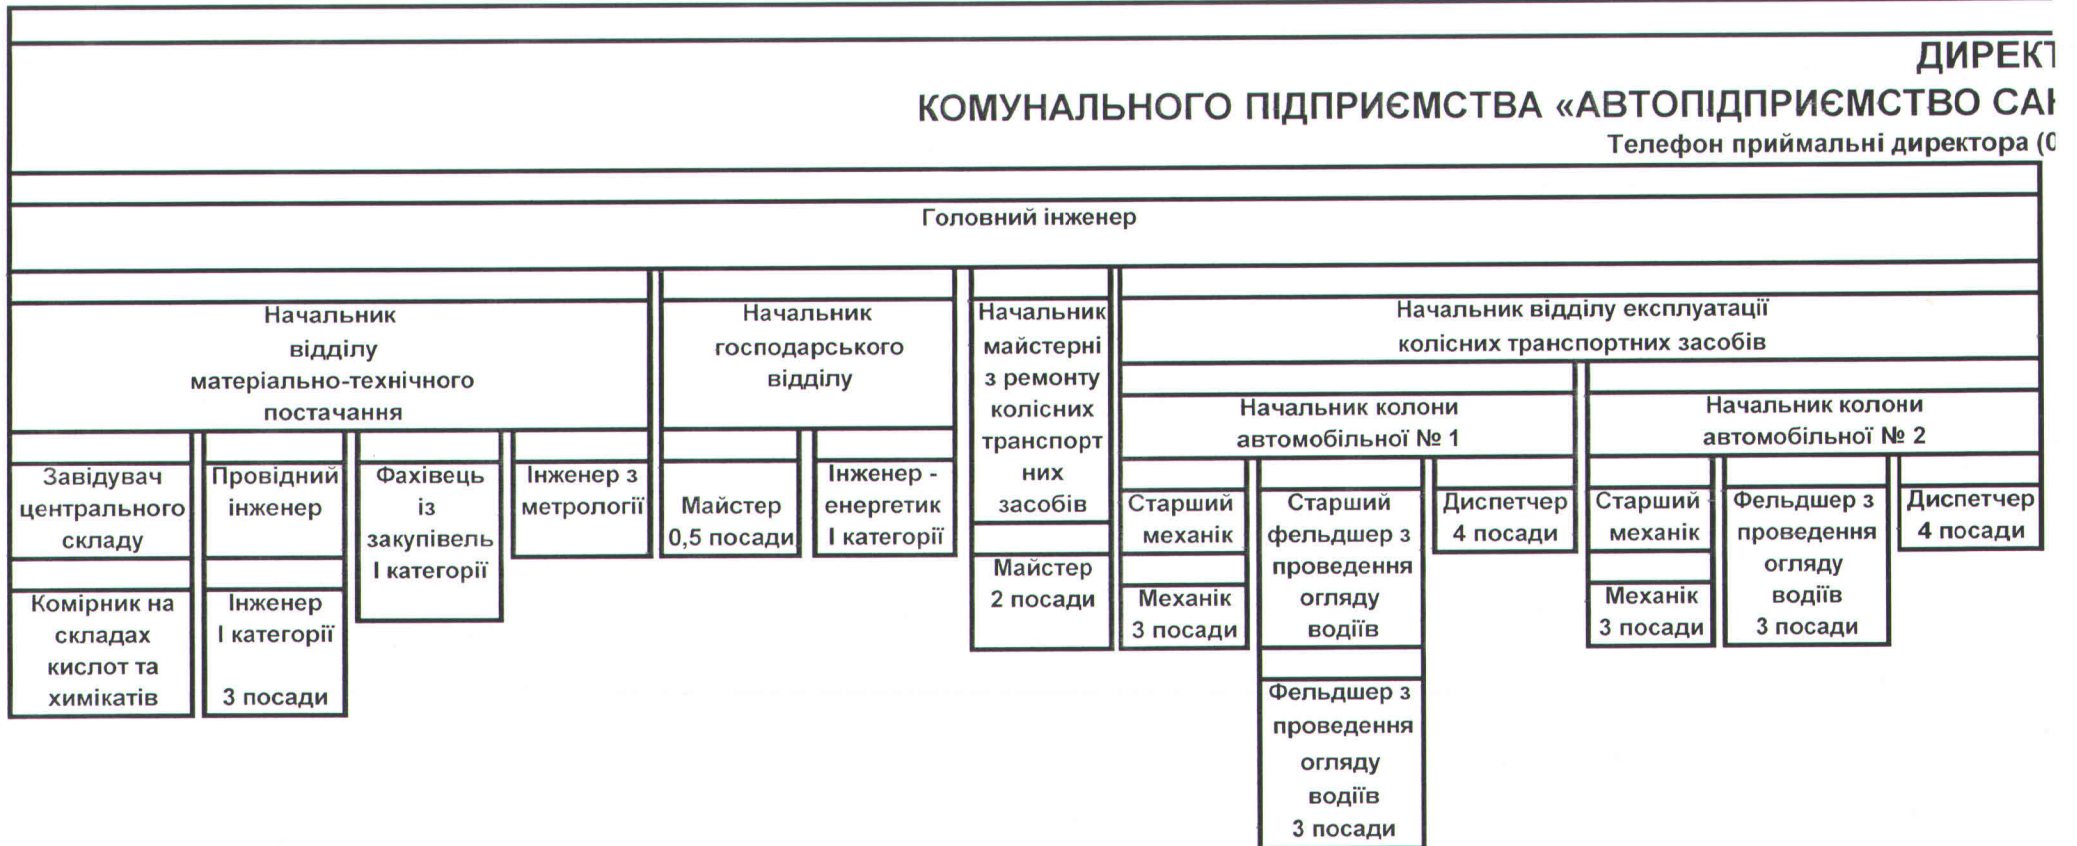 ДИРЕКТ
КОМУНАЛЬНОГО ПІДПРИЄМСТВА «АВТОПІДПРИЄМСТВО САН
Телефон приймальні директора (0
Головний інженер
Начальник
відділу
матеріально-технічного
постачання
Завідувач
центрального
складу
Комірник на
складах
кислот та
химікатів
Провідний
інженер
Інженер
І категорії
3 посади
Фахівець
із
закупівель
І категорії
Інженер з
метрології
Начальник
господарського
відділу
Майстер
0,5 посади
Інженер -
енергетик
І категорії
Начальник
майстерні
з ремонту
колісних
транспорт
них
засобів
Майстер
2 посади
Начальник відділу експлуатації
колісних транспортних засобів
Начальник колони
автомобільної № 1
Старший
механік
Механік
3 посади
Старший
фельдшер з
проведення
огляду
водіїв
Фельдшер з
проведення
огляду
водіїв
3 посади
Диспетчер
4 посади
Начальник колони
автомобільної № 2
Старший
механік
Механік
3 посади
Фельдшер з
проведення
огляду
водіїв
3 посади
Диспетчер
4 посади